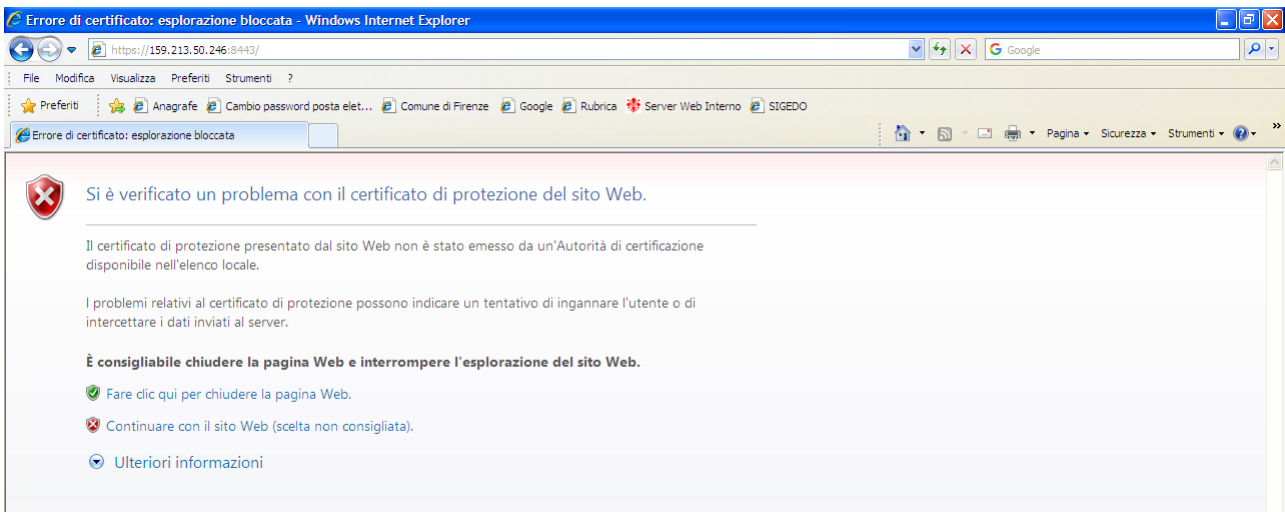 Errore di certificato: esplorazione bloccata - Windows Internet Explorer
https://159.213.50.246:8443/
Google
File Modifica Visualizza Preferiti Strumenti ?
Preferiti Anagrafe Cambio password posta elet... Comune di Firenze Google Rubrica Server Web Interno SIGEDO
Errore di certificato: esplorazione bloccata
Pagina Sicurezza Strumenti ? »
Si è verificato un problema con il certificato di protezione del sito Web.
Il certificato di protezione presentato dal sito Web non è stato emesso da un'Autorità di certificazione
disponibile nell'elenco locale.
I problemi relativi al certificato di protezione possono indicare un tentativo di ingannare l'utente o di
intercettare i dati inviati al server.
È consigliabile chiudere la pagina Web e interrompere l'esplorazione del sito Web.
Fare clic qui per chiudere la pagina Web.
Continuare con il sito Web (scelta non consigliata).
Ulteriori informazioni